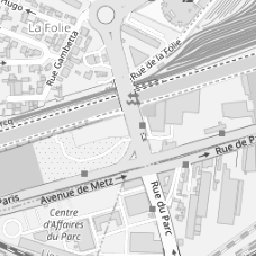 Hugo
La Folie
Rue Gambetta
Rue de la Folie
Paris
Avenue de Metz
Rue de P
Rue du Parc
Centre
d'Affaires
du Parc